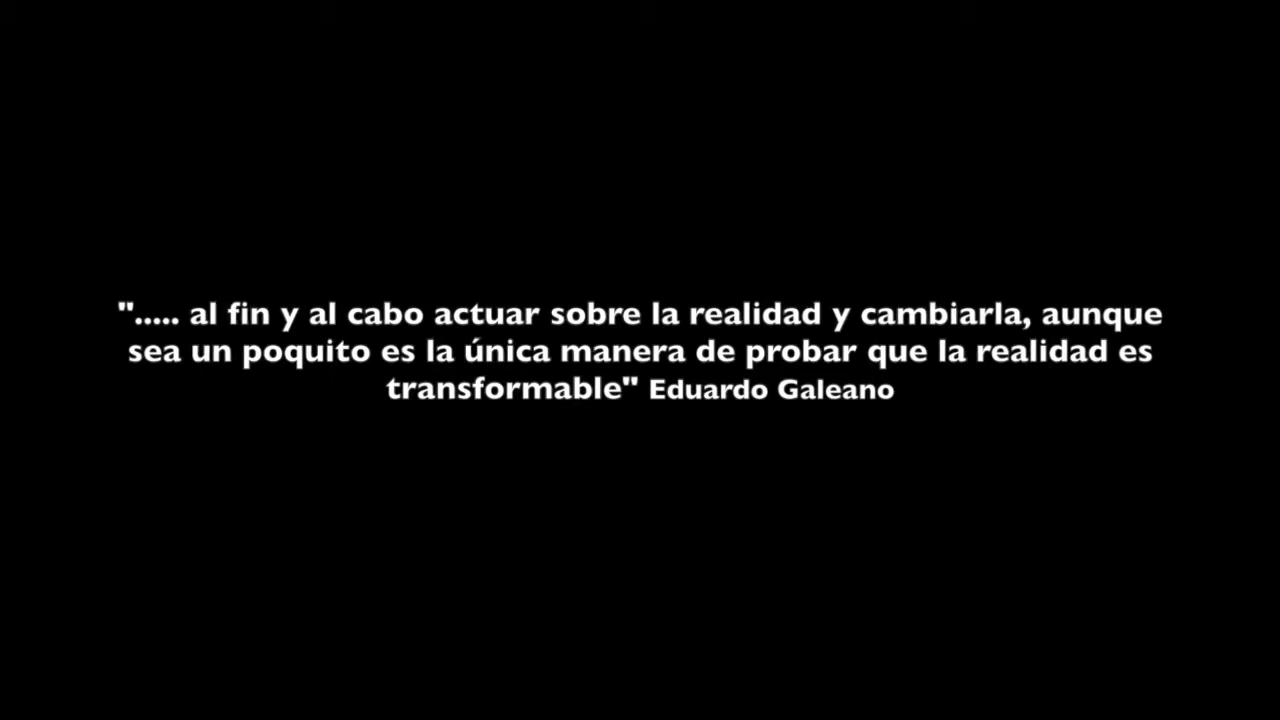 "..... al fin y al cabo actuar sobre la realidad y cambiarla, aunque
sea un poquito es la única manera de probar que la realidad es
transformable" Eduardo Galeano